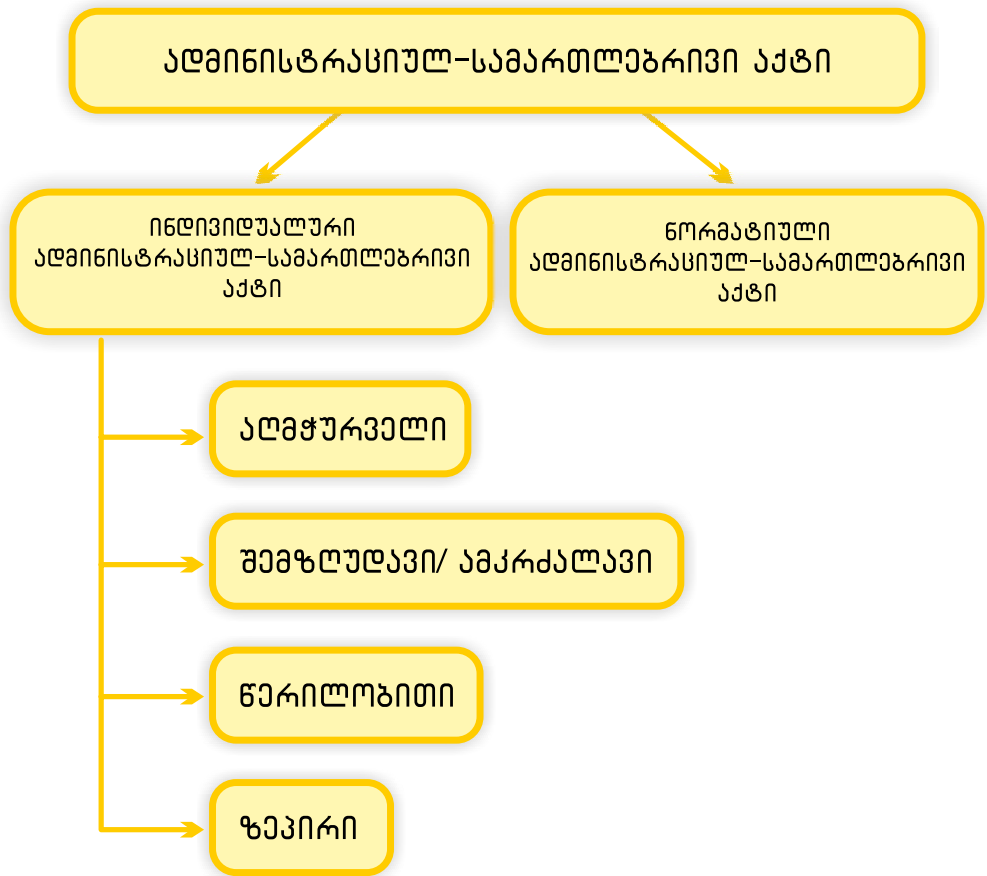 ადმინისტრაციულ-სამართლებრივი აქტი
ინდივიდუალური
ადმინისტრაციულ-სამართლებრივი
აქტი
ნორმატიული
ადმინისტრაციულ-სამართლებრივი
აქტი
აღმჭურველი
შემზღუდავი/ ამკრძალავი
წერილობითი
ზეპირი